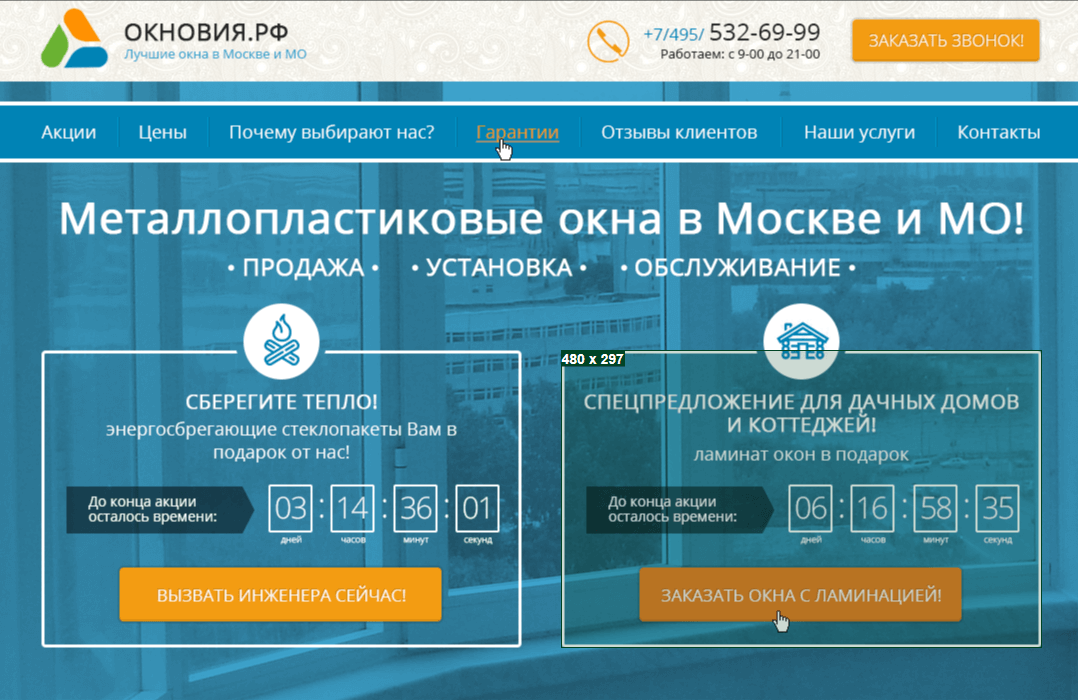 ОКНОВИЯ.РФ
Лучшие окна в Москве и МО
+7/495/ 532-69-99
Работаем: с 9-00 до 21-00
ЗАКАЗАТЬ ЗВОНОК!
Акции Цены Почему выбирают нас? Гарантии Отзывы клиентов Наши услуги Контакты
Металлопластиковые окна в Москве и МО!
• ПРОДАЖА • • УСТАНОВКА • • ОБСЛУЖИВАНИЕ •
СБЕРЕГИТЕ ТЕПЛО!
энергосбрегающие стеклопакеты Вам в
подарок от нас!
До конца акции
осталось времени:
03 : 14 : 36 : 01
дней часов минут секунд
ВЫЗВАТЬ ИНЖЕНЕРА СЕЙЧАС!
480 x 297
СПЕЦПРЕДЛОЖЕНИЕ ДЛЯ ДАЧНЫХ ДОМОВ
И КОТТЕДЖЕЙ!
ламинат окон в подарок
До конца акции
осталось времени:
06 : 16 : 58 : 35
дней часов минут секунд
ЗАКАЗАТЬ ОКНА С ЛАМИНАЦИЕЙ!